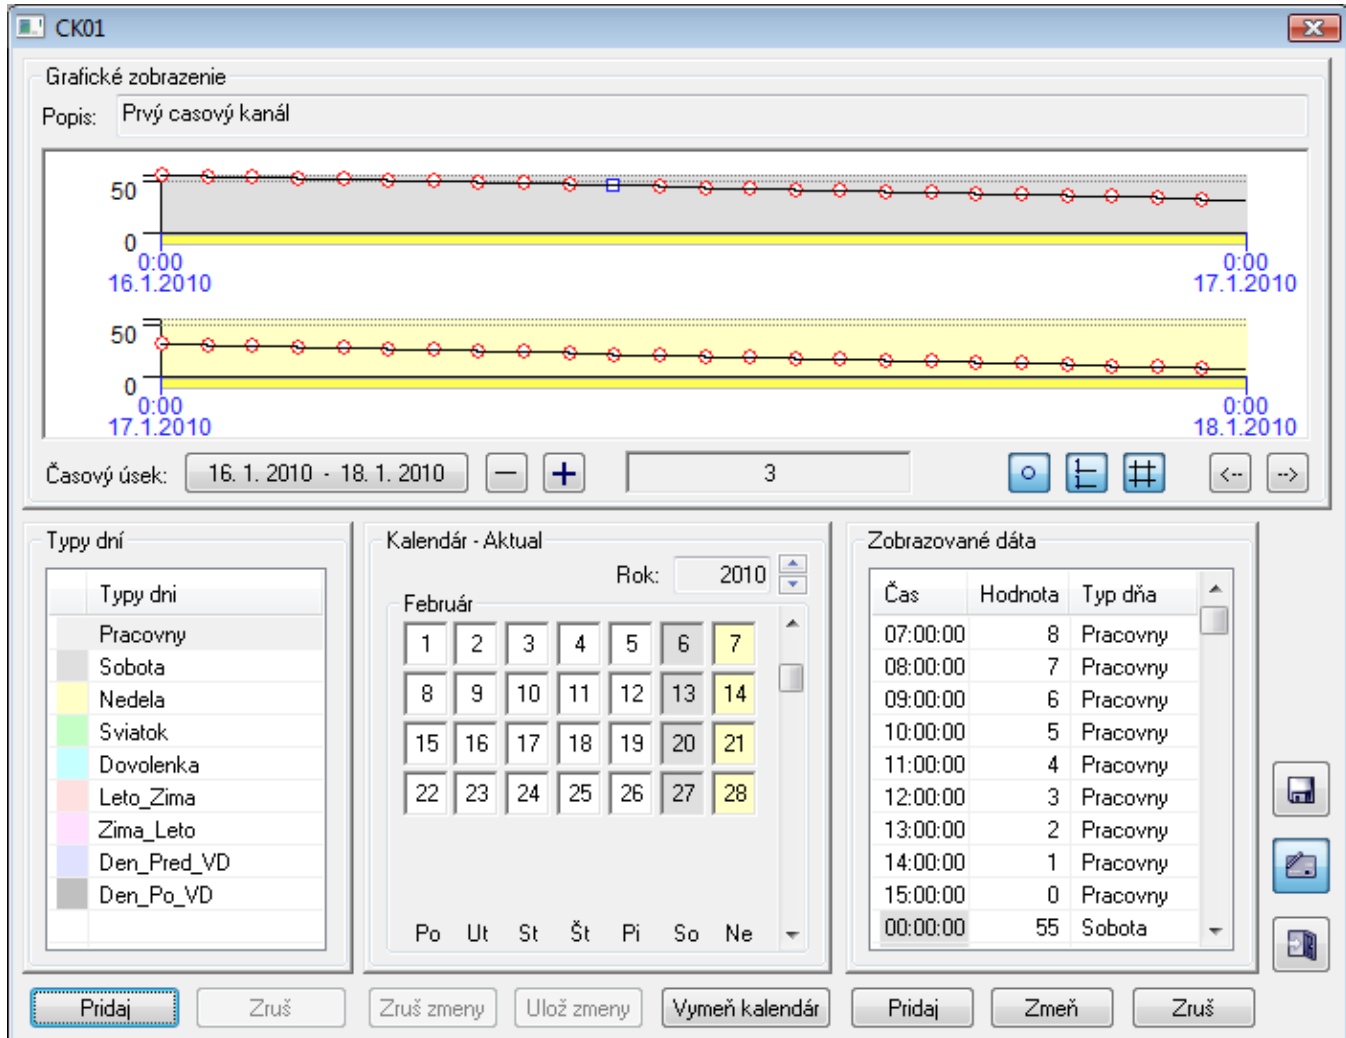 CK01
Grafické zobrazenie
Popis: Prvý casový kanál
50
0
0:00 0:00
16.1.2010 17.1.2010
50
0
0:00 0:00
17.1.2010 18.1.2010
Časový úsek: 16. 1. 2010 - 18. 1. 2010 3 <-- -->
Typy dní
Typy dni
Pracovny
Sobota
Nedela
Sviatok
Dovolenka
Leto_Zima
Zima_Leto
Den_Pred_VD
Den_Po_VD
Pridaj Zruš
Kalendár - Aktual
Rok: 2010
Február
1 2 3 4 5 6 7
8 9 10 11 12 13 14
15 16 17 18 19 20 21
22 23 24 25 26 27 28
Po Ut St Št Pi So Ne
Zruš zmeny Ulož zmeny Vymeň kalendár
Zobrazované dáta
Čas Hodnota Typ dňa
07:00:00 8 Pracovny
08:00:00 7 Pracovny
09:00:00 6 Pracovny
10:00:00 5 Pracovny
11:00:00 4 Pracovny
12:00:00 3 Pracovny
13:00:00 2 Pracovny
14:00:00 1 Pracovny
15:00:00 0 Pracovny
00:00:00 55 Sobota
Pridaj Zmeň Zruš